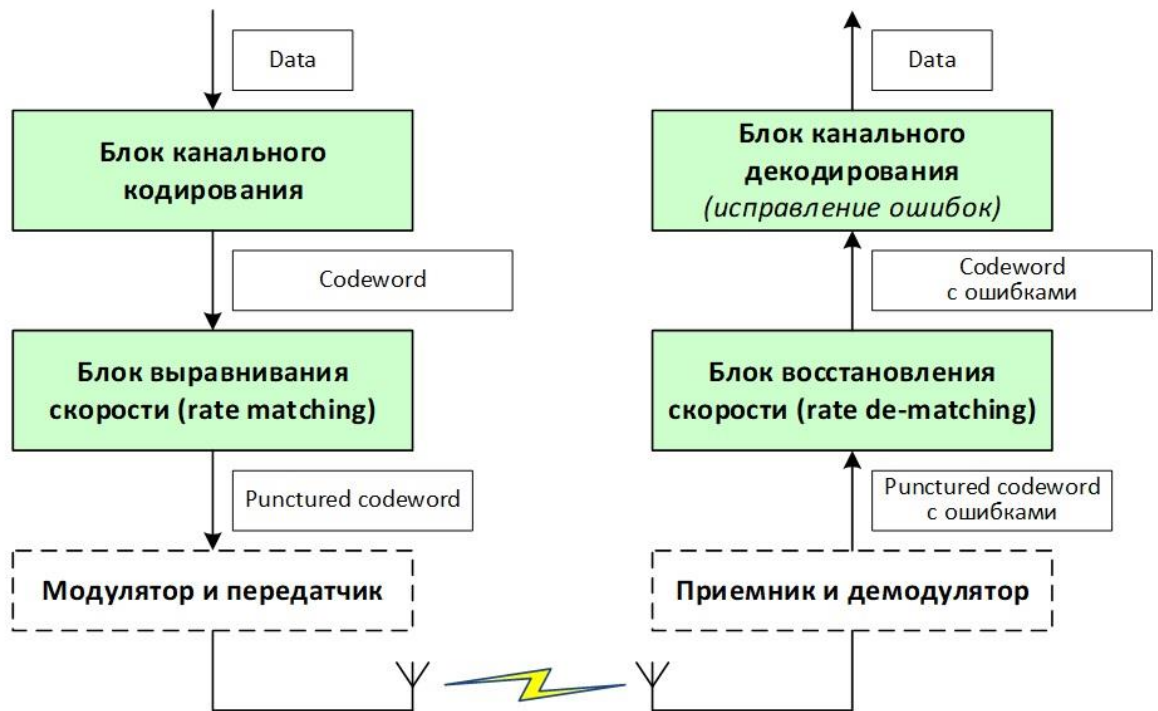 Data
Блок канального
кодирования
Codeword
Блок выравнивания
скорости (rate matching)
Punctured codeword
Модулятор и передатчик
Data
Блок канального
декодирования
(исправление ошибок)
Codeword
с ошибками
Блок восстановления
скорости (rate de-matching)
Punctured codeword
с ошибками
Приемник и демодулятор